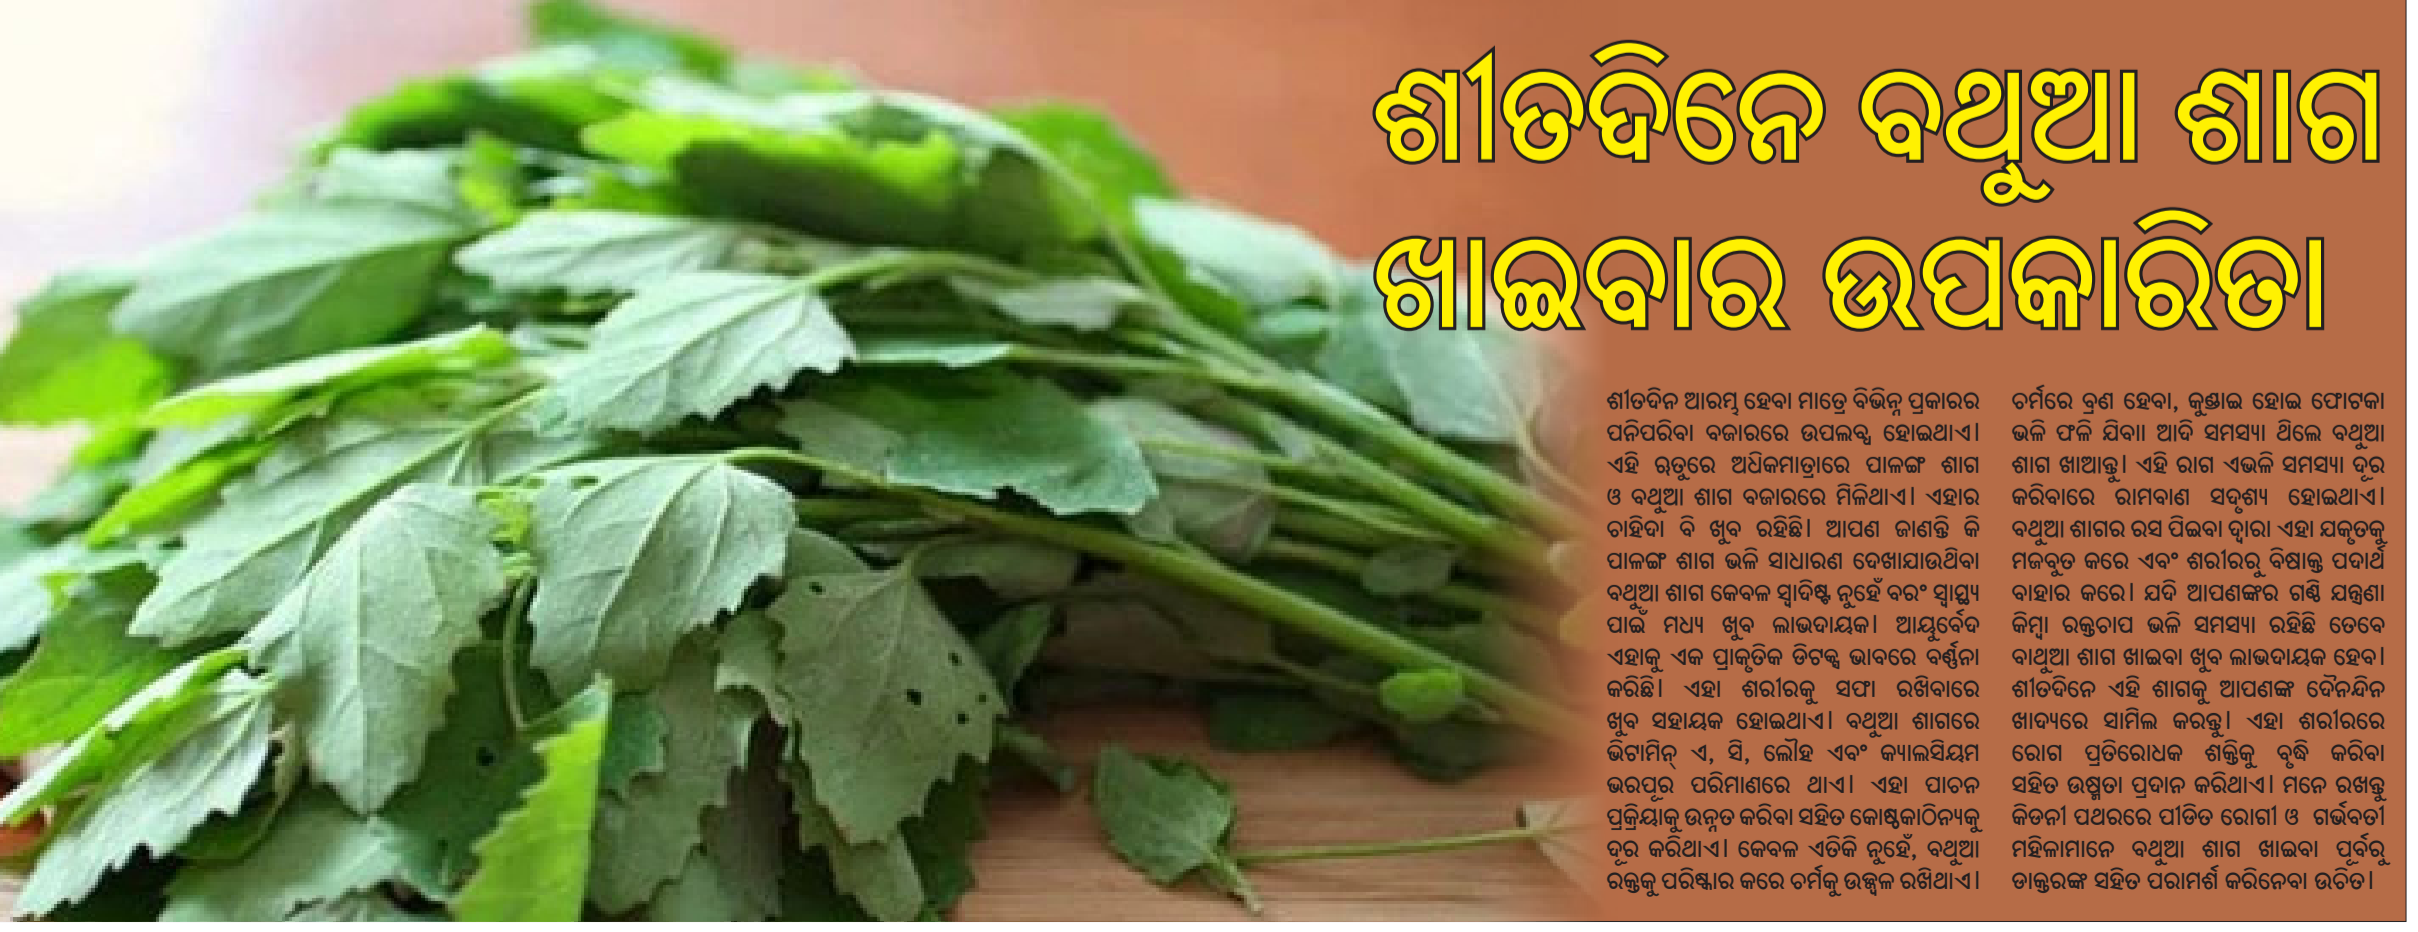 ଶୀତଦିନେ ବଥୁଆ ଶାଗ
ଖାଇବାର ଉପକାରିତା
ଶୀତଦିନ ଆରମ୍ଭ ହେବା ମାତ୍ରେ ବିଭିନ୍ନ ପ୍ରକାରର
ପନିପରିବା ବଜାରରେ ଉପଲବ୍ଧ ହୋଇଥାଏ।
ଏହି ଋତୁରେ ଅଧିକମାତ୍ରାରେ ପାଳଙ୍ଗ ଶାଗ
ଓ ବଥୁଆ ଶାଗ ବଜାରରେ ମିଳିଥାଏ। ଏହାର
ଚାହିଦା ବି ଖୁବ ରହିଛି। ଆପଣ ଜାଣନ୍ତି କି
ପାଳଙ୍ଗ ଶାଗ ଭଳି ସାଧାରଣ ଦେଖାଯାଉଥିବା
ବଥୁଆ ଶାଗ କେବଳ ସ୍ୱାଦିଷ୍ଟ ନୁହେଁ ବରଂ ସ୍ୱାସ୍ଥ୍ୟ
ପାଇଁ ମଧ୍ୟ ଖୁବ ଲାଭଦାୟକ। ଆୟୁର୍ବେଦ
ଏହାକୁ ଏକ ପ୍ରାକୃତିକ ଡିଟକ୍ସ ଭାବରେ ବର୍ଣ୍ଣନା
କରିଛି। ଏହା ଶରୀରକୁ ସଫା ରଖିବାରେ
ଖୁବ ସହାୟକ ହୋଇଥାଏ। ବଥୁଆ ଶାଗରେ
ଭିଟାମିନ୍ ଏ, ସି, ଲୌହ ଏବଂ କ୍ୟାଲସିୟମ
ଭରପୂର ପରିମାଣରେ ଥାଏ। ଏହା ପାଚନ
ପ୍ରକ୍ରିୟାକୁ ଉନ୍ନତ କରିବା ସହିତ କୋଷ୍ଠକାଠିନ୍ୟକୁ
ଦୂର କରିଥାଏ। କେବଳ ଏତିକି ନୁହେଁ, ବଥୁଆ
ରକ୍ତକୁ ପରିଷ୍କାର କରେ ଚର୍ମକୁ ଉଜ୍ଜ୍ୱଳ ରଖିଥାଏ।
ଚର୍ମରେ ବ୍ରଣ ହେବା, କୁଣ୍ଡାଇ ହୋଇ ଫୋଟକା
ଭଳି ଫଳି ଯିବାା ଆଦି ସମସ୍ୟା ଥିଲେ ବଥୁଆ
ଶାଗ ଖାଆନ୍ତୁ। ଏହି ରାଗ ଏଭଳି ସମସ୍ୟା ଦୂର
କରିବାରେ ରାମବାଣ ସଦୃଶ୍ୟ ହୋଇଥାଏ।
ବଥୁଆ ଶାଗର ରସ ପିଇବା ଦ୍ୱାରା ଏହା ଯକୃତକୁ
ମଜବୁତ କରେ ଏବଂ ଶରୀରରୁ ବିଷାକ୍ତ ପଦାର୍ଥ
ବାହାର କରେ। ଯଦି ଆପଣଙ୍କର ଗଣ୍ଠି ଯନ୍ତ୍ରଣା
କିମ୍ବା ରକ୍ତଚାପ ଭଳି ସମସ୍ୟା ରହିଛି ତେବେ
ବାଥୁଆ ଶାଗ ଖାଇବା ଖୁବ ଲାଭଦାୟକ ହେବ।
ଶୀତଦିନେ ଏହି ଶାଗକୁ ଆପଣଙ୍କ ଦୈନନ୍ଦିନ
ଖାଦ୍ୟରେ ସାମିଲ କରନ୍ତୁ। ଏହା ଶରୀରରେ
ରୋଗ ପ୍ରତିରୋଧକ ଶକ୍ତିକୁ ବୃଦ୍ଧି କରିବା
ସହିତ ଉଷ୍ମତା ପ୍ରଦାନ କରିଥାଏ। ମନେ ରଖନ୍ତୁ
କିଡନୀ ପଥରରେ ପୀଡିତ ରୋଗୀ ଓ ଗର୍ଭବତୀ
ମହିଳାମାନେ ବଥୁଆ ଶାଗ ଖାଇବା ପୂର୍ବରୁ
ଡାକ୍ତରଙ୍କ ସହିତ ପରାମର୍ଶ କରିନେବା ଉଚିତ।